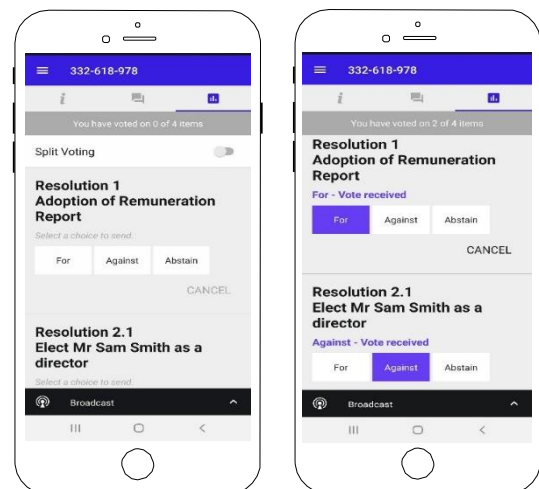 332-618-978
You have voted on 0 of 4 items
Split Voting
Resolution 1
Adoption of Remuneration
Report
Select a choice to send.
For Against Abstain
CANCEL
Resolution 2.1
Elect Mr Sam Smith as a
director
Select a choice to send.
Broadcast
332-618-978
You have voted on 2 of 4 items
Resolution 1
Adoption of Remuneration
Report
For - Vote received
For Against Abstain
CANCEL
Resolution 2.1
Elect Mr Sam Smith as a
director
Against - Vote received
For Against Abstain
Broadcast